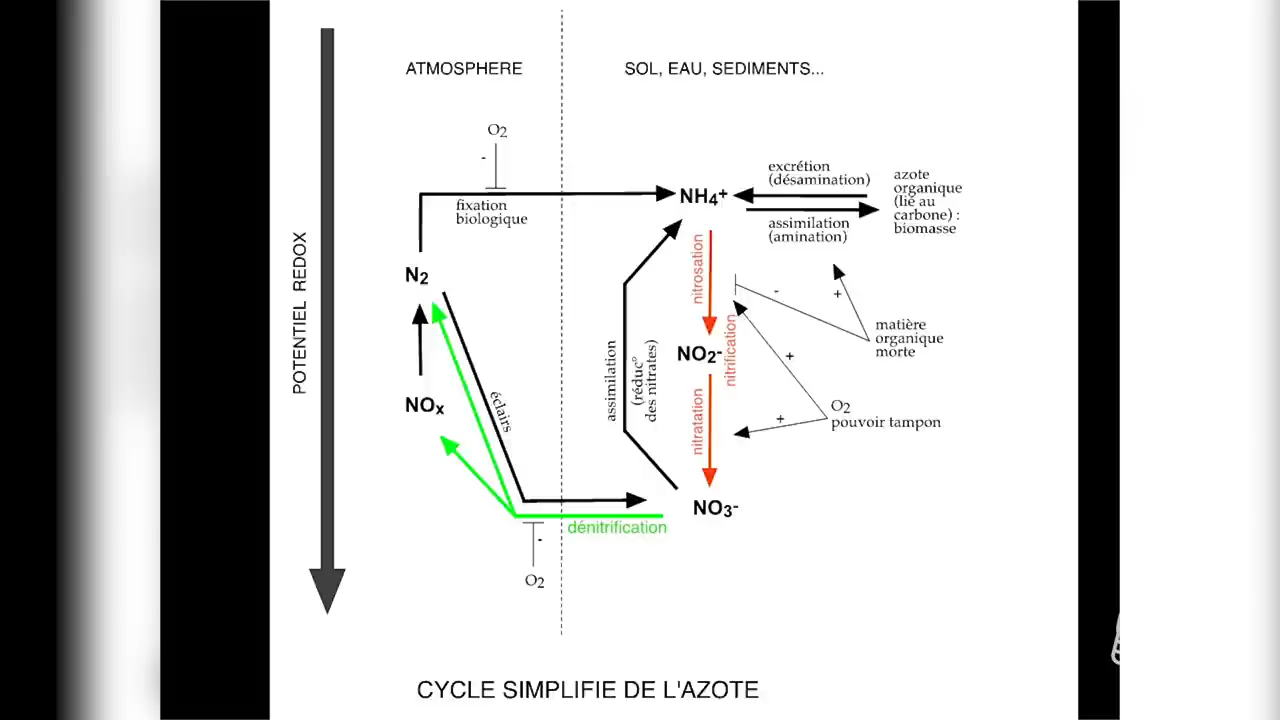 ATMOSPHERE
SOL, EAU, SEDIMENTS...
POTENTIEL REDOX
O2
-
fixation
biologique
NH4+
excrétion
(désamination)
assimilation
(amination)
azote
organique
(lié au
carbone) :
biomasse
N2
nitrosation
-
+
matière
organique
morte
NO2-
nitrification
+
assimilation
(réduc°
des nitrates)
NOx
éclairs
nitratation
+
O2
pouvoir tampon
NO3-
dénitrification
-
O2
CYCLE SIMPLIFIE DE L'AZOTE